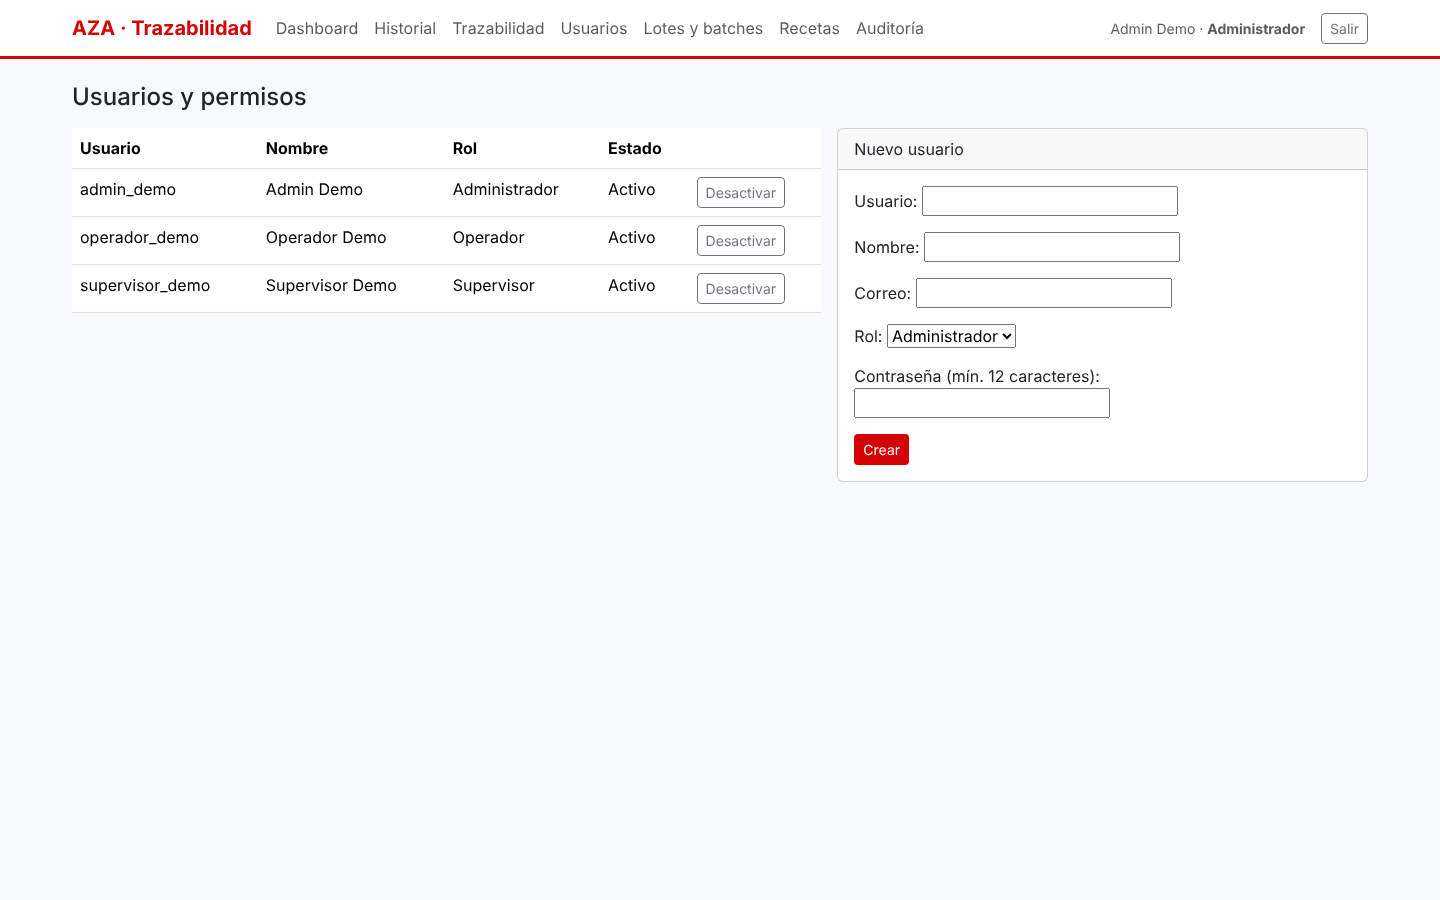 AZA · Trazabilidad Dashboard Historial Trazabilidad Usuarios Lotes y batches Recetas Auditoría Admin Demo · Administrador Salir
Usuarios y permisos
Usuario Nombre Rol Estado
admin_demo Admin Demo Administrador Activo Desactivar
operador_demo Operador Demo Operador Activo Desactivar
supervisor_demo Supervisor Demo Supervisor Activo Desactivar
Nuevo usuario
Usuario:
Nombre:
Correo:
Rol: Administrador
Contraseña (mín. 12 caracteres):
Crear